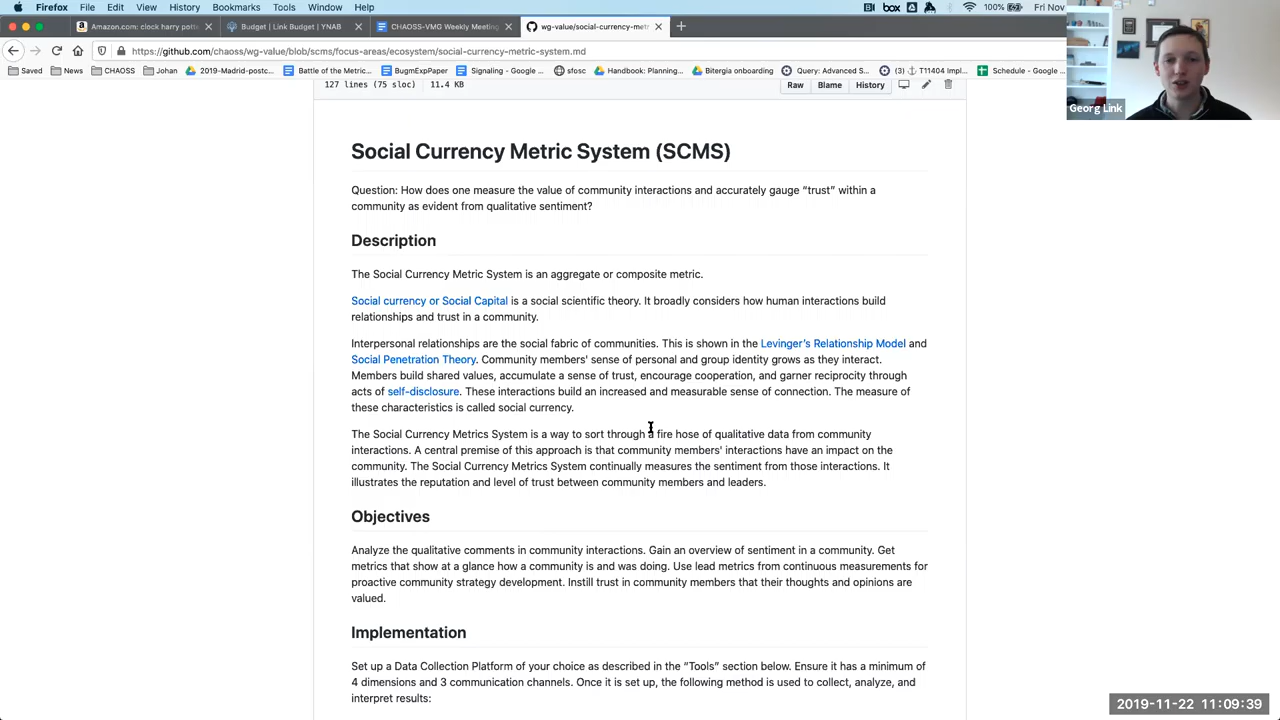 Firefox File Edit View History Bookmarks Tools Window Help box 100% Fri Nov
Amazon.com: clock harry pott
Budget | Link Budget | YNAB
CHAOSS-VMG Weekly Meeting
wg-value/social-currency-metr
https://github.com/chaoss/wg-value/blob/scms/focus-areas/ecosystem/social-currency-metric-system.md
Saved News CHAOSS Johan 2019-Madrid-postc... Battle of the Metric... BugmExpPaper Signaling - Google ... sfosc Handbook: Planning... Bitergia onboarding Query: Advanced S... (3) T11404 Impl... Schedule - Google ...
127 lines (75 sloc) 11.4 KB Raw Blame History
Georg Link
Social Currency Metric System (SCMS)
Question: How does one measure the value of community interactions and accurately gauge “trust” within a
community as evident from qualitative sentiment?
Description
The Social Currency Metric System is an aggregate or composite metric.
Social currency or Social Capital is a social scientific theory. It broadly considers how human interactions build
relationships and trust in a community.
Interpersonal relationships are the social fabric of communities. This is shown in the Levinger’s Relationship Model and
Social Penetration Theory. Community members' sense of personal and group identity grows as they interact.
Members build shared values, accumulate a sense of trust, encourage cooperation, and garner reciprocity through
acts of self-disclosure. These interactions build an increased and measurable sense of connection. The measure of
these characteristics is called social currency.
The Social Currency Metrics System is a way to sort through a fire hose of qualitative data from community
interactions. A central premise of this approach is that community members' interactions have an impact on the
community. The Social Currency Metrics System continually measures the sentiment from those interactions. It
illustrates the reputation and level of trust between community members and leaders.
Objectives
Analyze the qualitative comments in community interactions. Gain an overview of sentiment in a community. Get
metrics that show at a glance how a community is and was doing. Use lead metrics from continuous measurements for
proactive community strategy development. Instill trust in community members that their thoughts and opinions are
valued.
Implementation
Set up a Data Collection Platform of your choice as described in the “Tools” section below. Ensure it has a minimum of
4 dimensions and 3 communication channels. Once it is set up, the following method is used to collect, analyze, and
interpret results:
2019-11-22 11:09:39